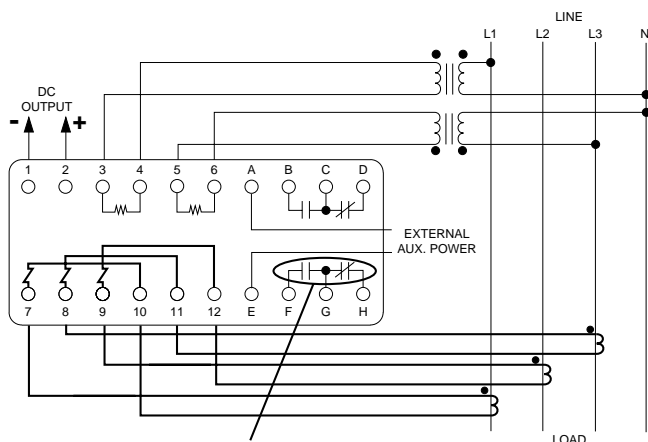 LINE
L1 L2 L3 N
DC
OUTPUT
- +
1 2 3 4 5 6 A B C D
EXTERNAL
AUX. POWER
7 8 9 10 11 12 E F G H
LOAD